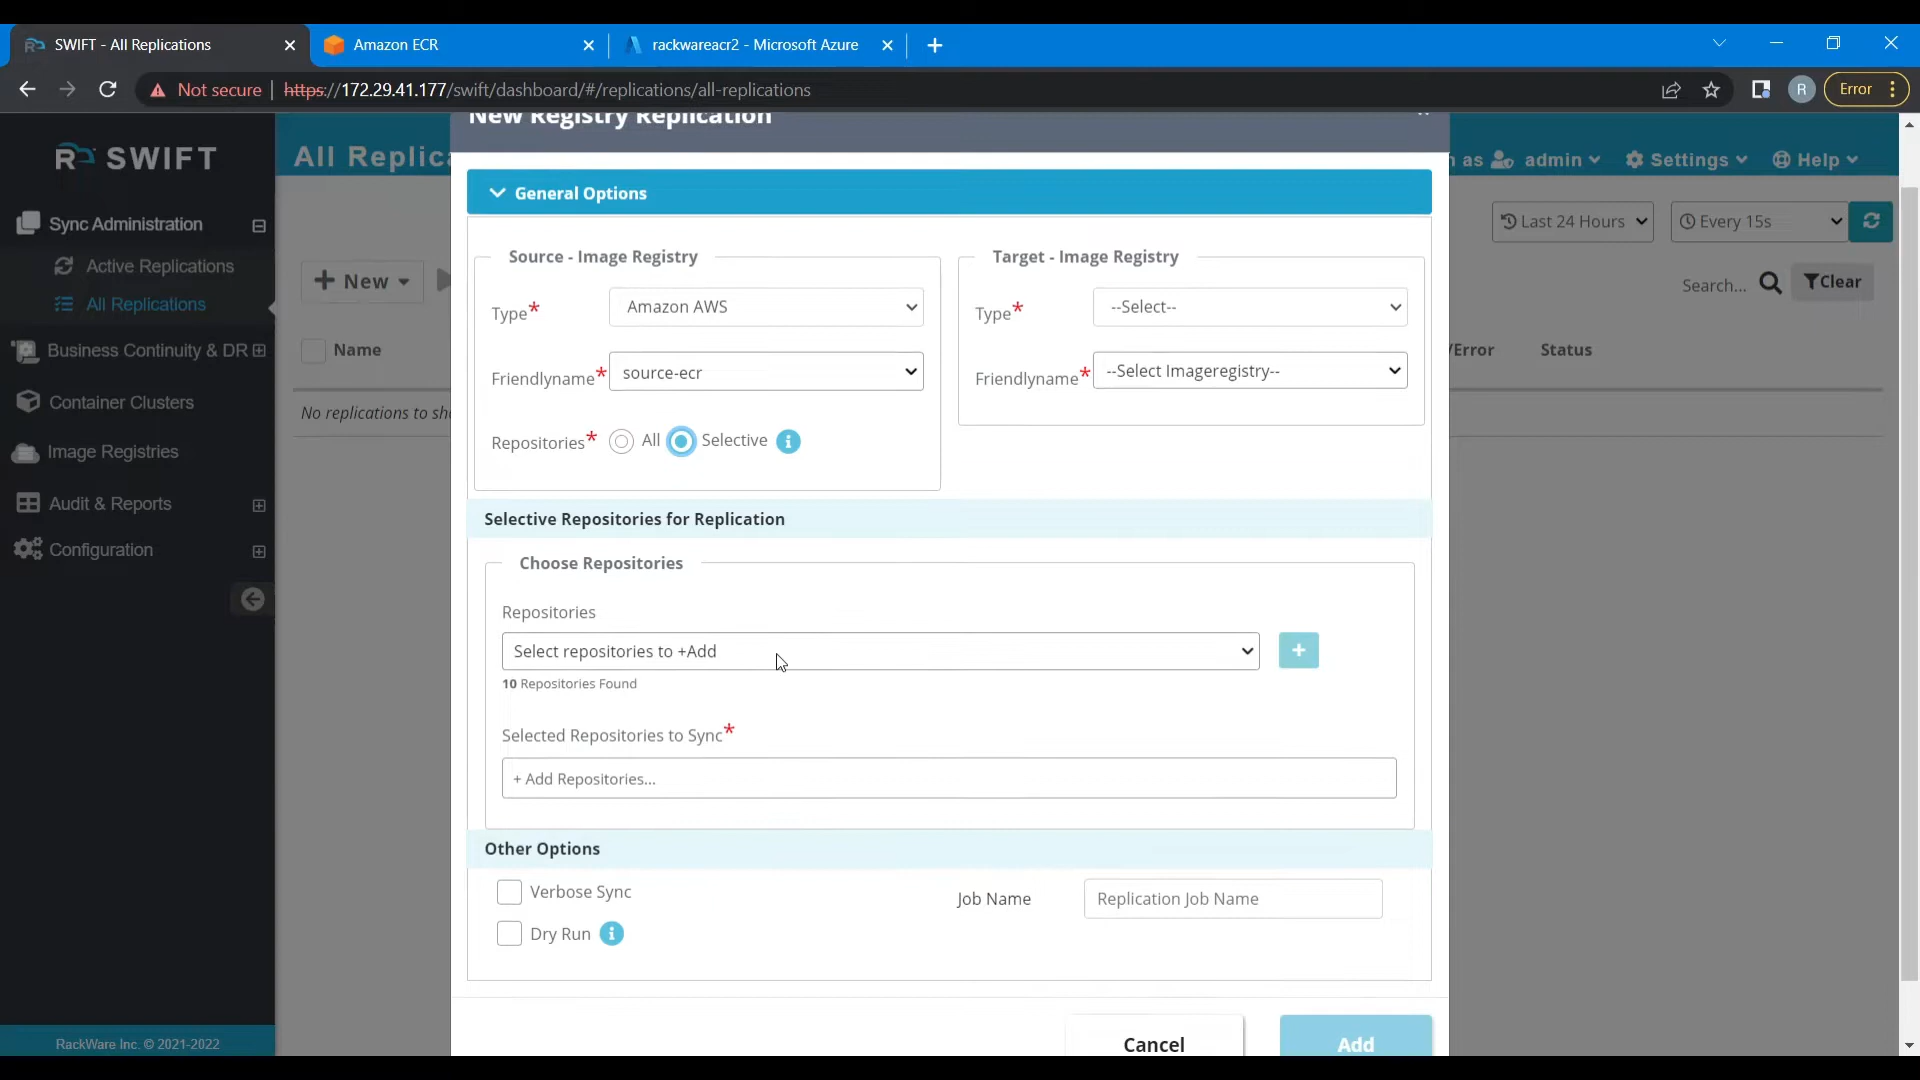 SWIFT - All Replications
Amazon ECR
rackwareacr2 - Microsoft Azure
Not secure
https://172.29.41.177/swift/dashboard/#/replications/all-replications
R
Error
SWIFT
All Replica
n as admin
Settings
Help
New Registry Replication
Sync Administration
Active Replications
All Replications
Business Continuity & DR
Container Clusters
Image Registries
Audit & Reports
Configuration
RackWare Inc. © 2021-2022
Last 24 Hours
Every 15s
New
Search...
Clear
Name
/Error
Status
No replications to sh
General Options
Source - Image Registry
Type*
Amazon AWS
Friendlyname*
source-ecr
Repositories*
All
Selective
Target - Image Registry
Type*
--Select--
Friendlyname*
--Select Imageregistry--
Selective Repositories for Replication
Choose Repositories
Repositories
Select repositories to +Add
+
10 Repositories Found
Selected Repositories to Sync*
+ Add Repositories...
Other Options
Verbose Sync
Job Name
Replication Job Name
Dry Run
Cancel
Add